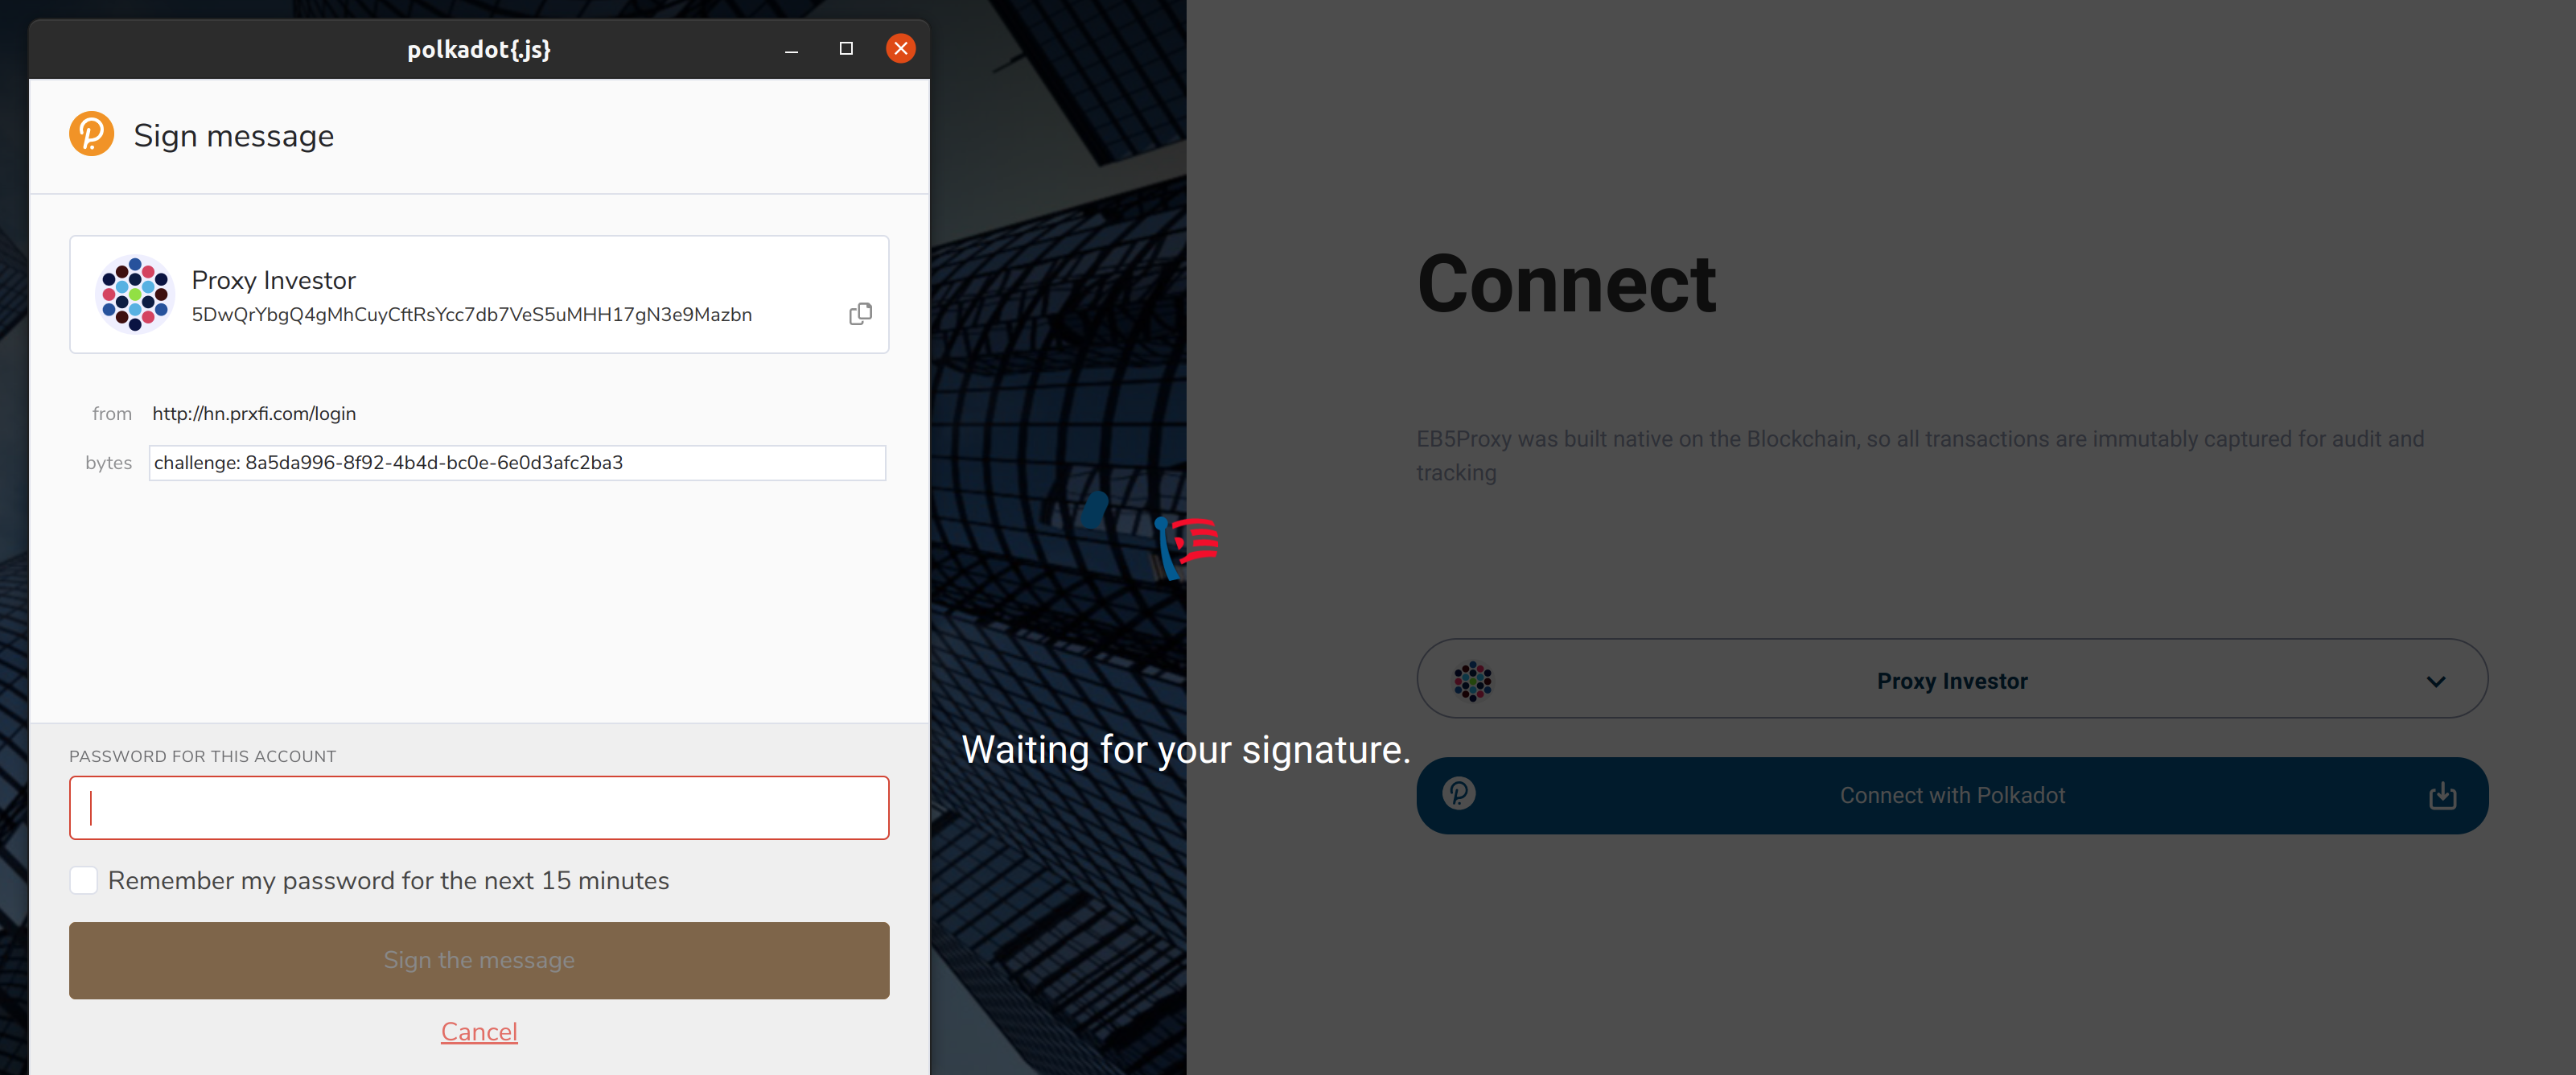 polkadot{.js}
Sign message
Proxy Investor
5DwQrYbgQ4gMhCuyCftRsYcc7db7VeS5uMHH17gN3e9Mazbn
from http://hn.prxfi.com/login
bytes challenge: 8a5da996-8f92-4b4d-bc0e-6e0d3afc2ba3
PASSWORD FOR THIS ACCOUNT
Remember my password for the next 15 minutes
Sign the message
Cancel
Waiting for your signature.
Connect
EB5Proxy was built native on the Blockchain, so all transactions are immutably captured for audit and
tracking
Proxy Investor
Connect with Polkadot